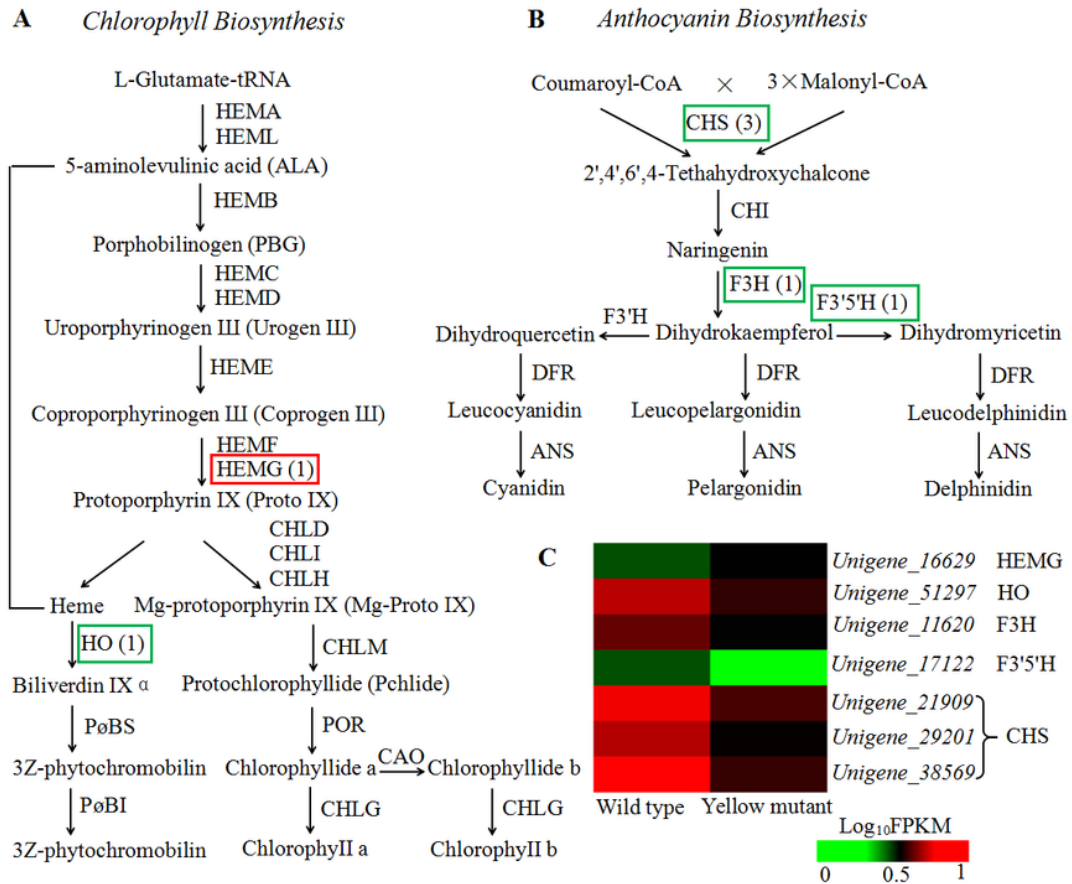 A Chlorophyll Biosynthesis
L-Glutamate-tRNA
HEMA
HEML
5-aminolevulinic acid (ALA)
HEMB
Porphobilinogen (PBG)
HEMC
HEMD
Uroporphyrinogen III (Urogen III)
HEME
Coproporphyrinogen III (Coprogen III)
HEMF
HEMG (1)
Protoporphyrin IX (Proto IX)
CHLD
CHLI
CHLH
Heme
Mg-protoporphyrin IX (Mg-Proto IX)
HO (1)
CHLM
Biliverdin IX α
Protochlorophyllide (Pchlide)
PøBS
POR
3Z-phytochromobilin
Chlorophyllide a
CAO
Chlorophyllide b
PøBI
CHLG
CHLG
3Z-phytochromobilin
ChlorophyII a
ChlorophyII b
B Anthocyanin Biosynthesis
Coumaroyl-CoA × 3×Malonyl-CoA
CHS (3)
2',4',6',4-Tethahydroxychalcone
CHI
Naringenin
F3H (1)
F3'5'H (1)
F3'H
Dihydroquercetin
Dihydrokaempferol
Dihydromyricetin
DFR
DFR
DFR
Leucocyanidin
Leucopelargonidin
Leucodelphinidin
ANS
ANS
ANS
Cyanidin
Pelargonidin
Delphinidin
C
Unigene_16629 HEMG
Unigene_51297 HO
Unigene_11620 F3H
Unigene_17122 F3'5'H
Unigene_21909
Unigene_29201 CHS
Unigene_38569
Wild type Yellow mutant
Log10FPKM
0 0.5 1